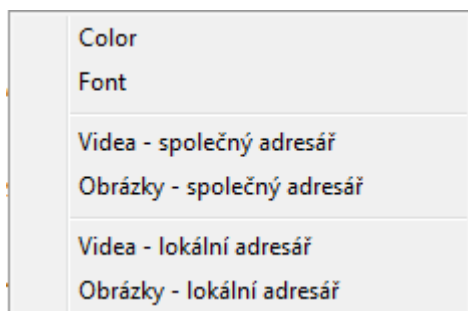 Color
Font
Videa - společný adresář
Obrázky - společný adresář
Videa - lokální adresář
Obrázky - lokální adresář